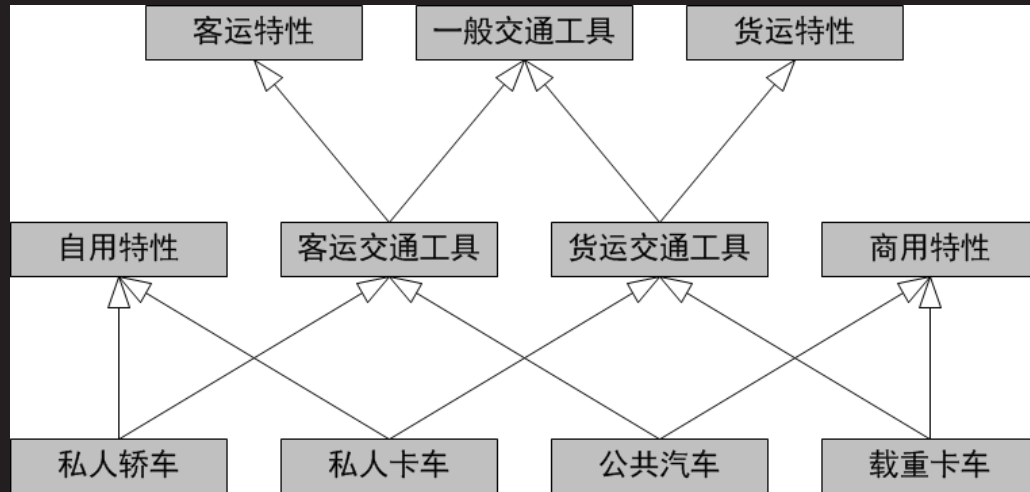 客运特性
一般交通工具
货运特性
自用特性
客运交通工具
货运交通工具
商用特性
私人轿车
私人卡车
公共汽车
载重卡车